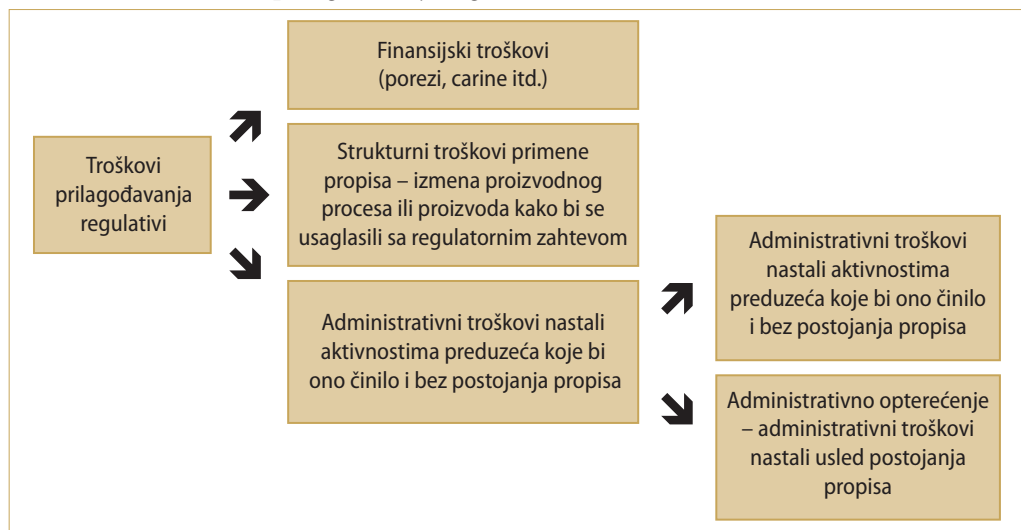 Finansijski troškovi
(porezi, carine itd.)
Troškovi
prilagođavanja
regulativi
Strukturni troškovi primene
propisa – izmena proizvodnog
procesa ili proizvoda kako bi se
usaglasili sa regulatornim zahtevom
Administrativni troškovi nastali
aktivnostima preduzeća koje bi
ono činilo i bez postojanja propisa
Administrativni troškovi
nastali aktivnostima
preduzeća koje bi ono činilo
i bez postojanja propisa
Administrativno opterećenje
– administrativni troškovi
nastali usled postojanja
propisa